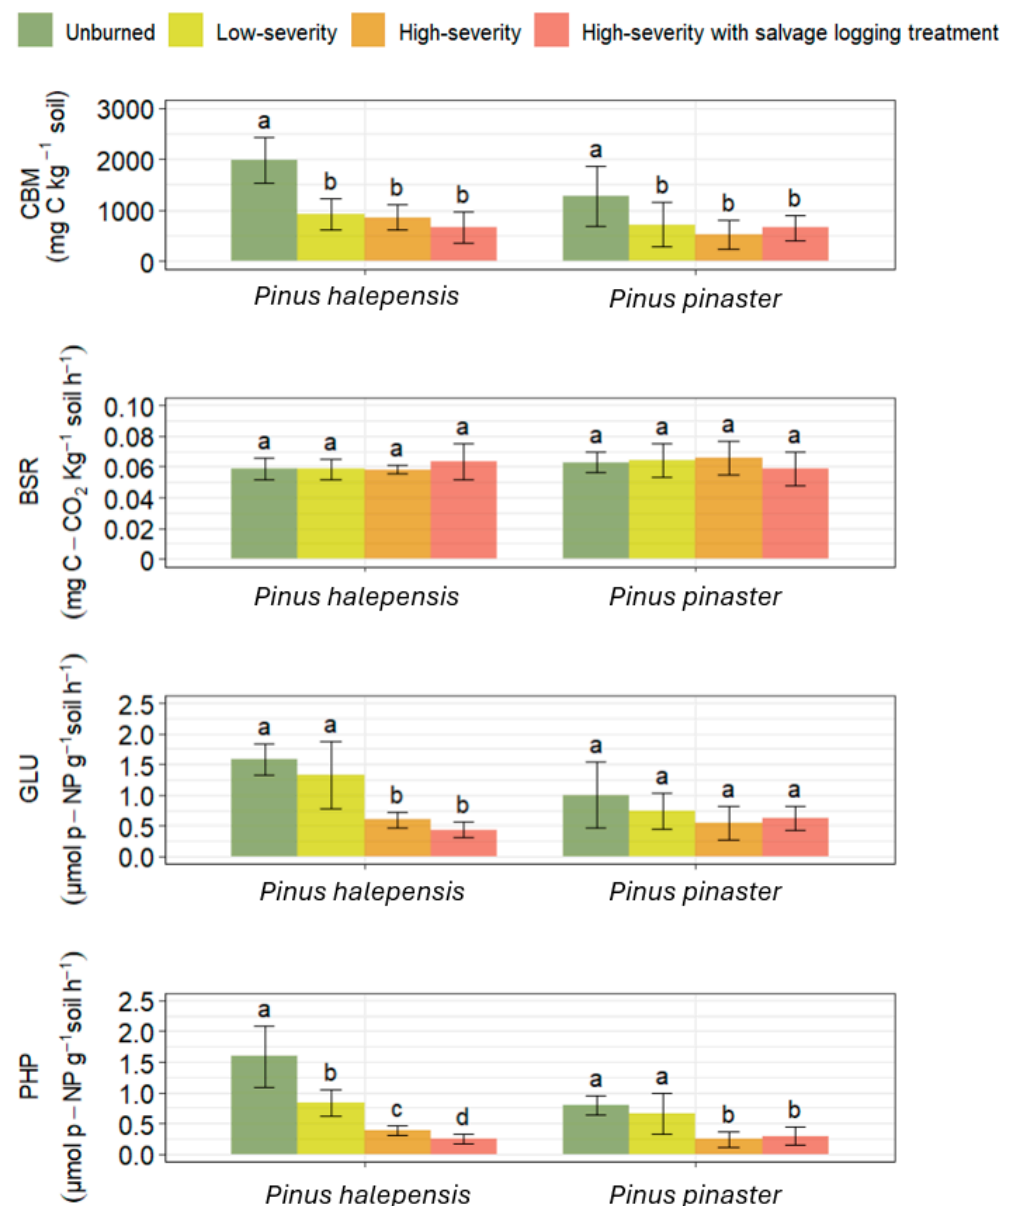 Unburned Low-severity High-severity High-severity with salvage logging treatment
CBM
(mg C kg⁻¹ soil)
3000
2000
1000
0
a b b b a b b b
Pinus halepensis Pinus pinaster
BSR
(mg C – CO₂ Kg⁻¹ soil h⁻¹)
0.10
0.08
0.06
0.04
0.02
0
a a a a a a a a
Pinus halepensis Pinus pinaster
GLU
(µmol p – NP g⁻¹soil h⁻¹)
2.5
2.0
1.5
1.0
0.5
0.0
a a b b a a a a
Pinus halepensis Pinus pinaster
PHP
(µmol p – NP g⁻¹soil h⁻¹)
2.5
2.0
1.5
1.0
0.5
0.0
a b c d a a b b
Pinus halepensis Pinus pinaster